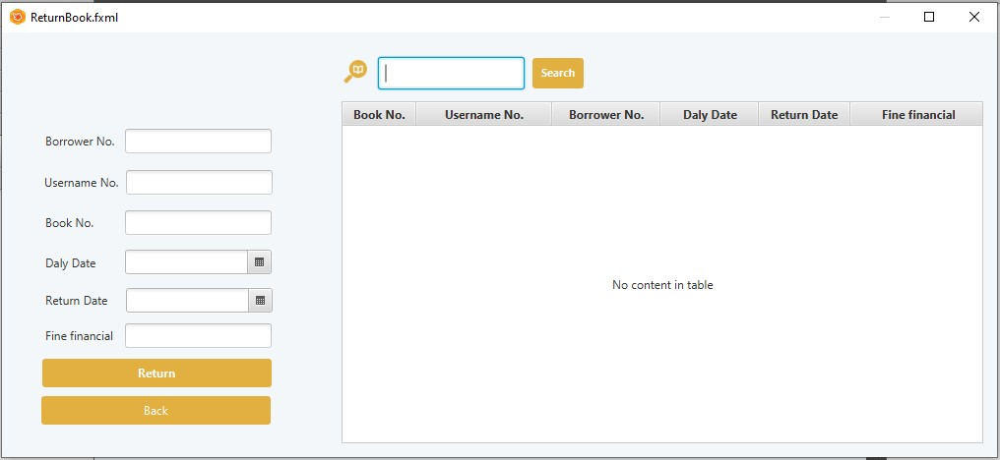 ReturnBook.fxml
Search
Book No. Username No. Borrower No. Daly Date Return Date Fine financial
No content in table
Borrower No.
Username No.
Book No.
Daly Date
Return Date
Fine financial
Return
Back